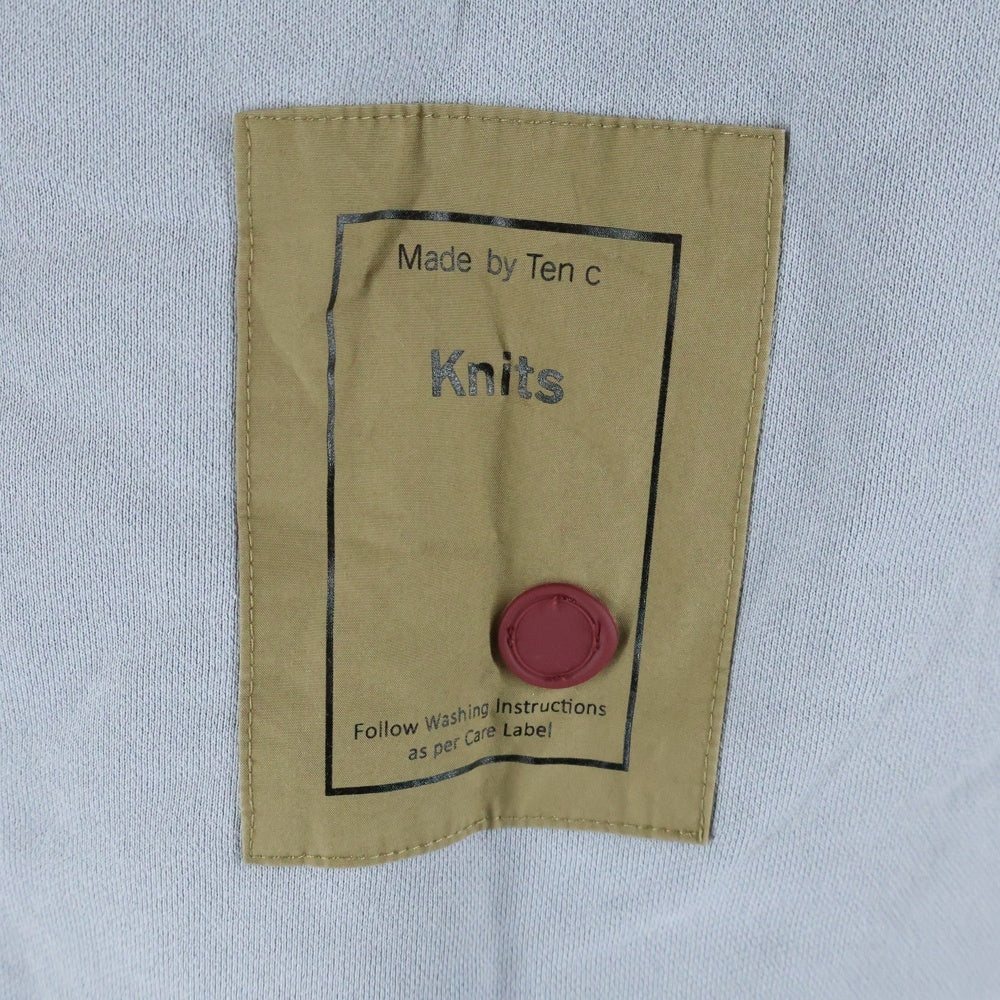 Made by Ten c
Knits
Follow Washing Instructions
as per Care Label